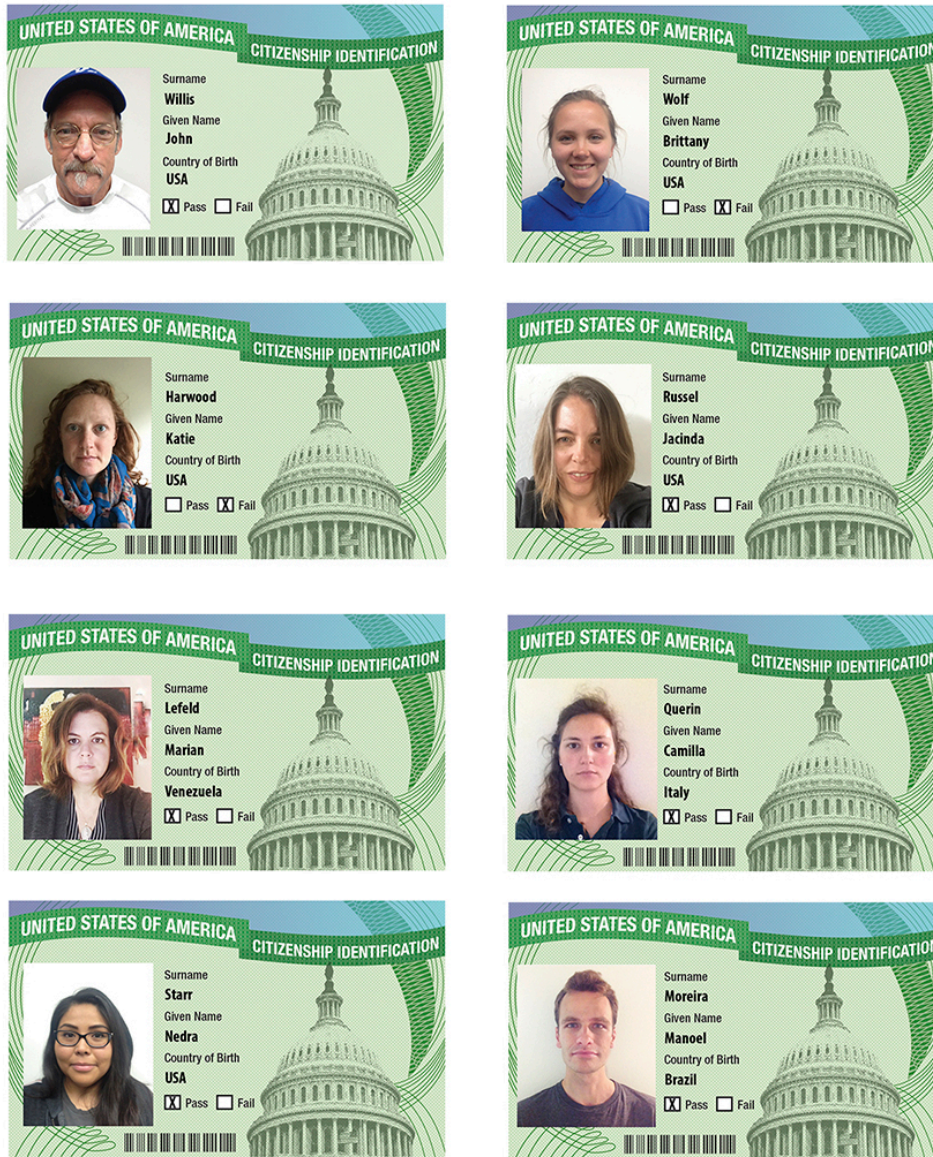 UNITED STATES OF AMERICA CITIZENSHIP IDENTIFICATION
Surname
Willis
Given Name
John
Country of Birth
USA
X Pass Fail
UNITED STATES OF AMERICA CITIZENSHIP IDENTIFICATION
Surname
Wolf
Given Name
Brittany
Country of Birth
USA
Pass X Fail
UNITED STATES OF AMERICA CITIZENSHIP IDENTIFICATION
Surname
Harwood
Given Name
Katie
Country of Birth
USA
Pass X Fail
UNITED STATES OF AMERICA CITIZENSHIP IDENTIFICATION
Surname
Russel
Given Name
Jacinda
Country of Birth
USA
X Pass Fail
UNITED STATES OF AMERICA CITIZENSHIP IDENTIFICATION
Surname
Lefeld
Given Name
Marian
Country of Birth
Venezuela
X Pass Fail
UNITED STATES OF AMERICA CITIZENSHIP IDENTIFICATION
Surname
Querin
Given Name
Camilla
Country of Birth
Italy
X Pass Fail
UNITED STATES OF AMERICA CITIZENSHIP IDENTIFICATION
Surname
Starr
Given Name
Nedra
Country of Birth
USA
X Pass Fail
UNITED STATES OF AMERICA CITIZENSHIP IDENTIFICATION
Surname
Moreira
Given Name
Manoel
Country of Birth
Brazil
X Pass Fail